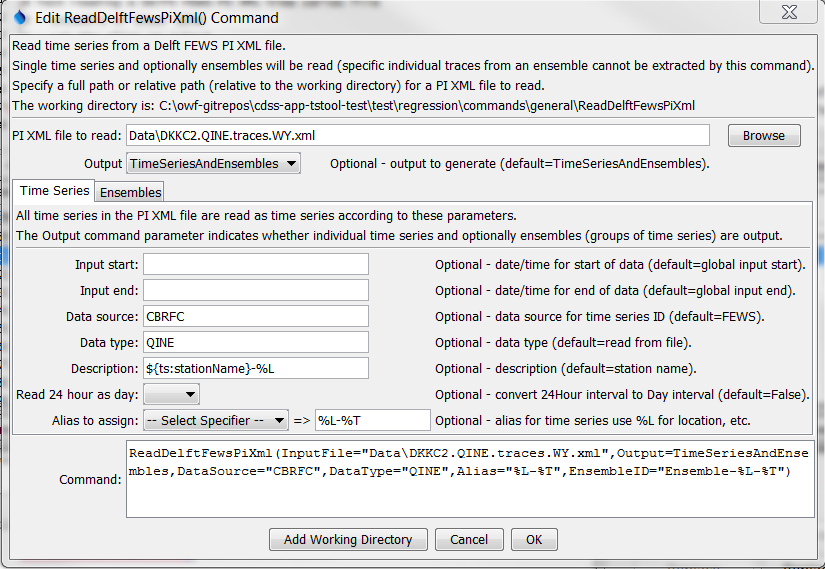 Edit ReadDelftFewsPiXml() Command
Read time series from a Delft FEWS PI XML file.
Single time series and optionally ensembles will be read (specific individual traces from an ensemble cannot be extracted by this command).
Specify a full path or relative path (relative to the working directory) for a PI XML file to read.
The working directory is: C:\owf-gitrepos\cdss-app-tstool-test\test\regression\commands\general\ReadDelftFewsPiXml
PI XML file to read: Data\DKKC2.QINE.traces.WY.xml Browse
Output TimeSeriesAndEnsembles Optional - output to generate (default=TimeSeriesAndEnsembles).
Time Series Ensembles
All time series in the PI XML file are read as time series according to these parameters.
The Output command parameter indicates whether individual time series and optionally ensembles (groups of time series) are output.
Input start: Optional - date/time for start of data (default=global input start).
Input end: Optional - date/time for end of data (default=global input end).
Data source: CBRFC Optional - data source for time series ID (default=FEWS).
Data type: QINE Optional - data type (default=read from file).
Description: ${ts:stationName}-%L Optional - description (default=station name).
Read 24 hour as day: Optional - convert 24Hour interval to Day interval (default=False).
Alias to assign: -- Select Specifier -- => %L-%T Optional - alias for time series use %L for location, etc.
ReadDelftFewsPiXml(InputFile="Data\DKKC2.QINE.traces.WY.xml",Output=TimeSeriesAndEnse
Command: mbles,DataSource="CBRFC",DataType="QINE",Alias="%L-%T",EnsembleID="Ensemble-%L-%T")
Add Working Directory Cancel OK